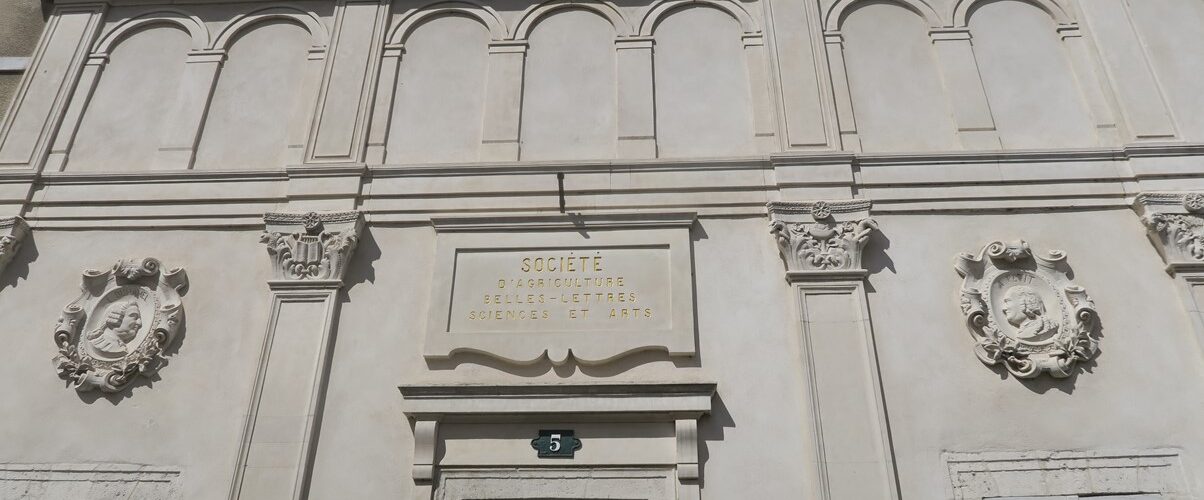 SOCIÉTÉ
D'AGRICULTURE
BELLES-LETTRES
SCIENCES ET ARTS
5